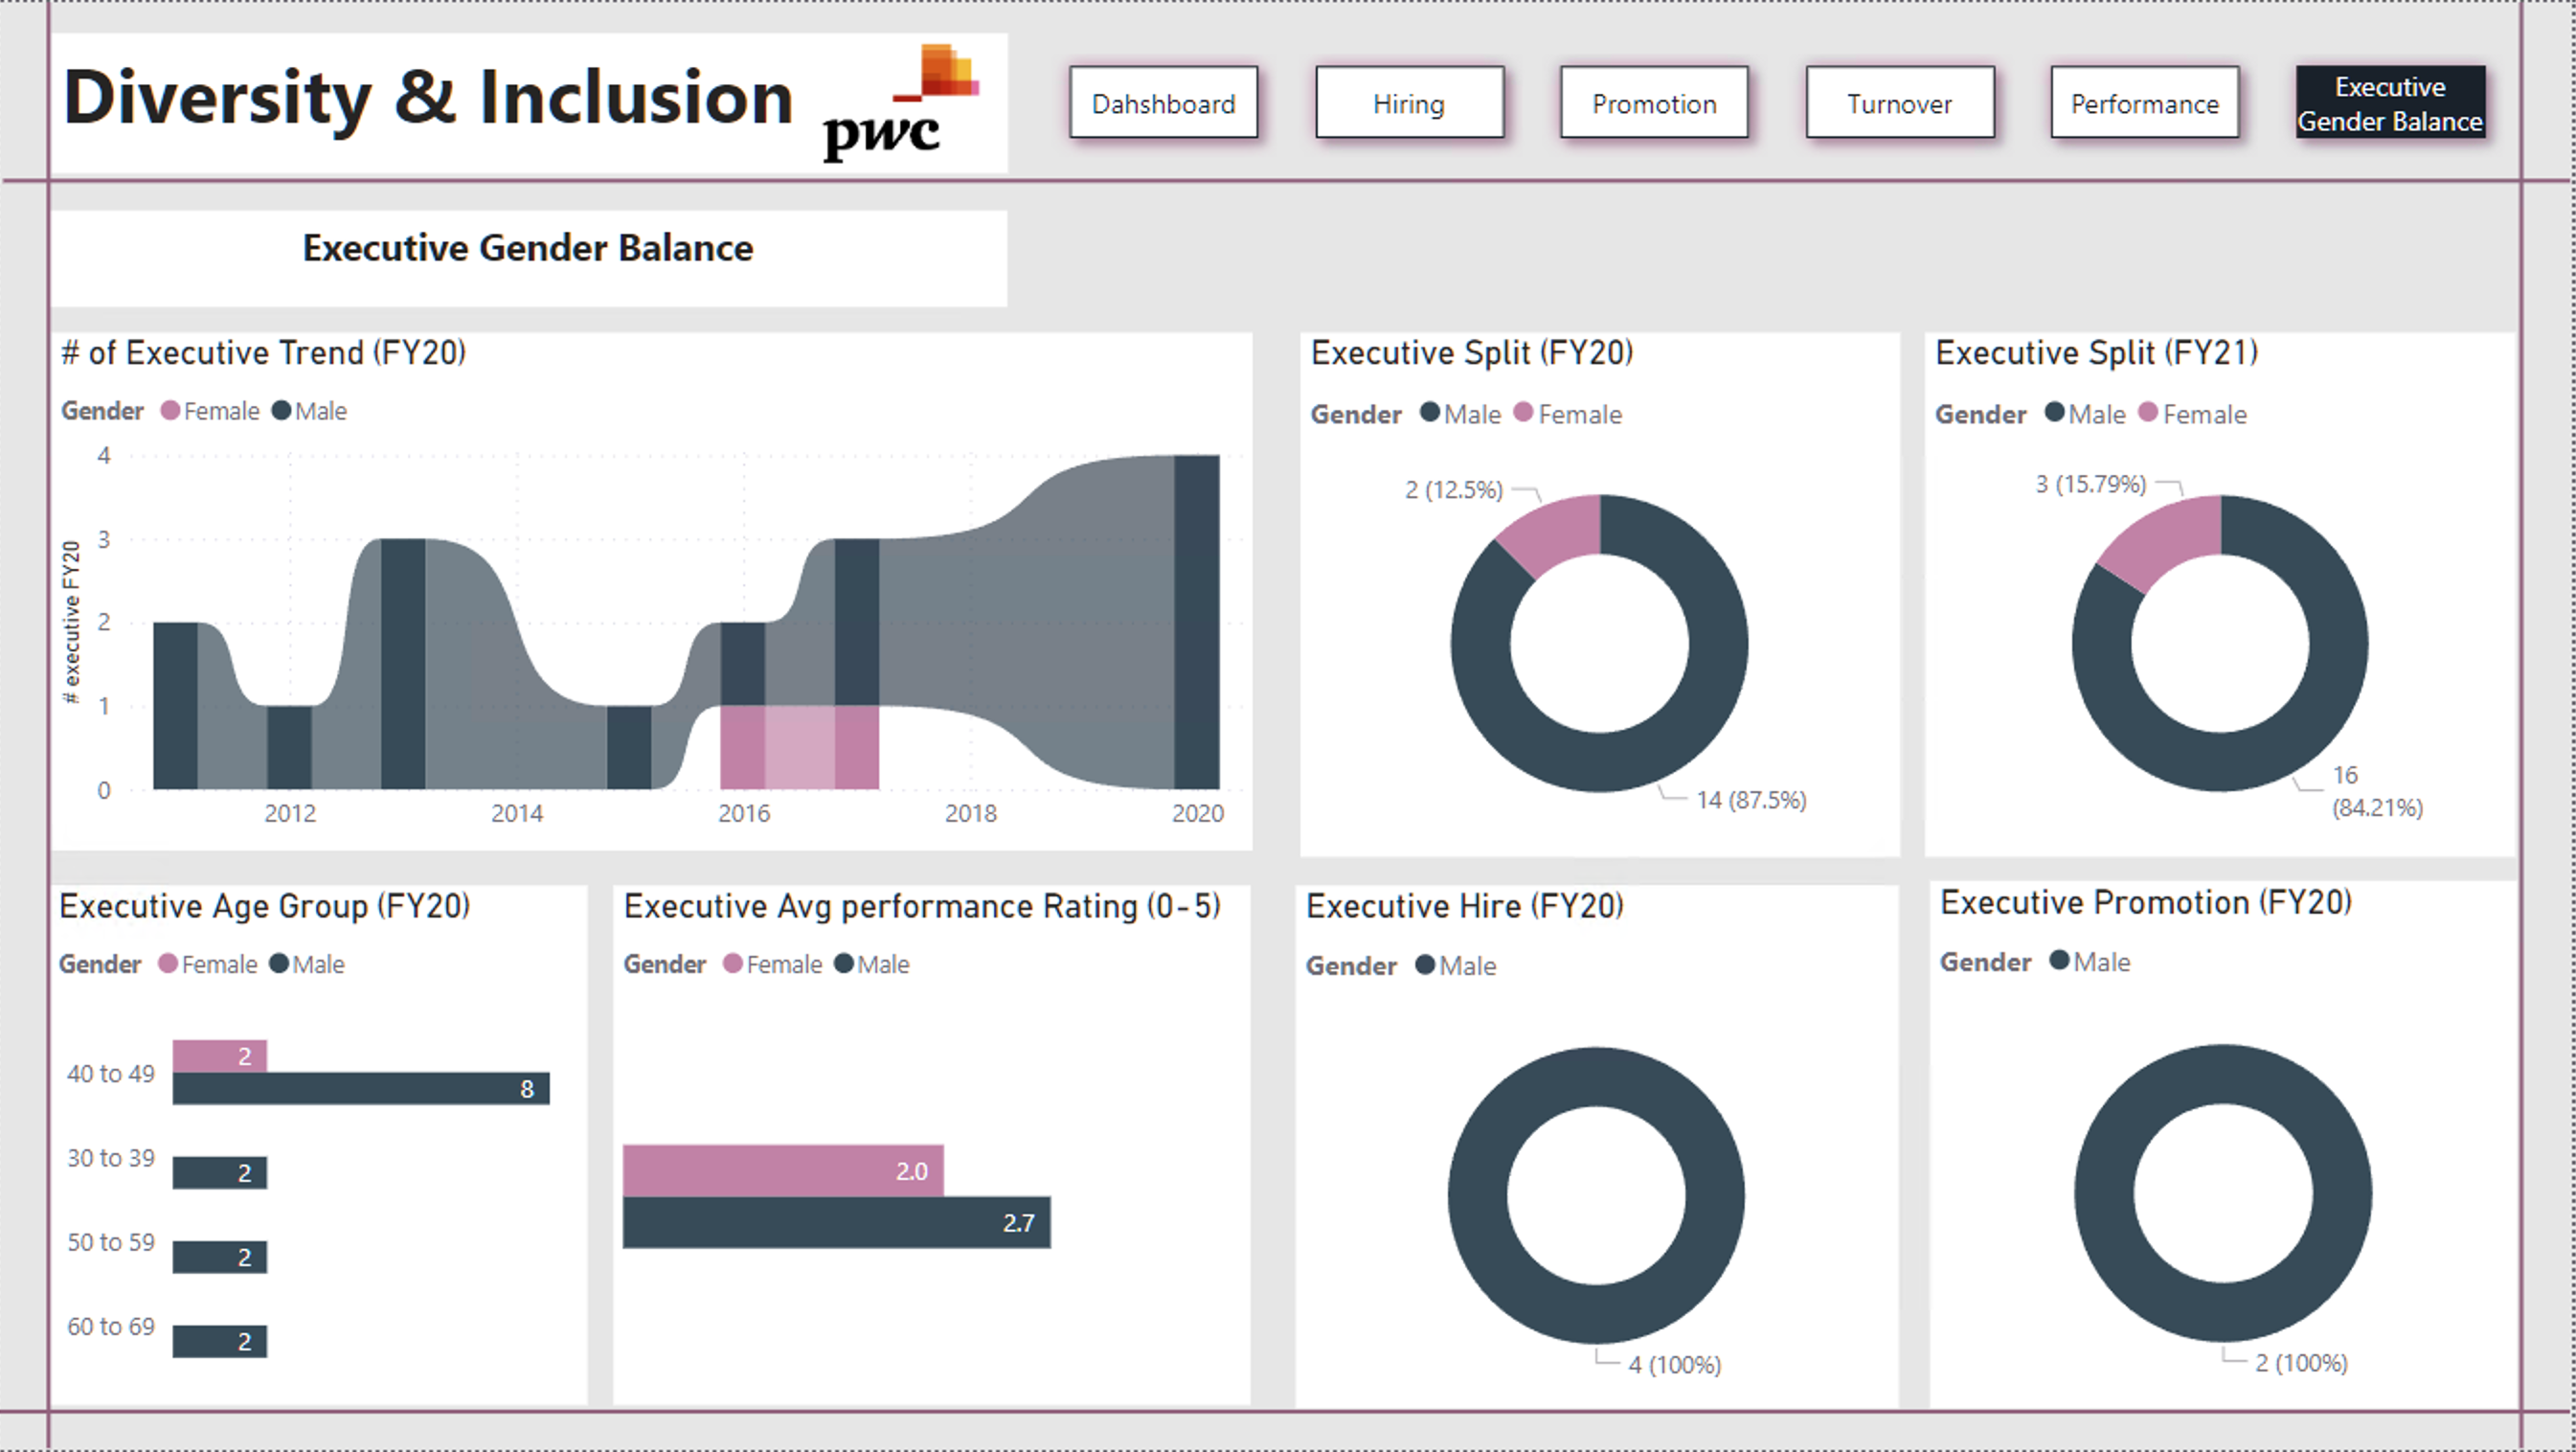 Diversity & Inclusion
pwc
Dahshboard
Hiring
Promotion
Turnover
Performance
Executive
Gender Balance
Executive Gender Balance
# of Executive Trend (FY20)
Gender Female Male
# executive FY20
4
3
2
1
0
2012 2014 2016 2018 2020
Executive Split (FY20)
Gender Male Female
2 (12.5%)
14 (87.5%)
Executive Split (FY21)
Gender Male Female
3 (15.79%)
16
(84.21%)
Executive Age Group (FY20)
Gender Female Male
40 to 49
2
8
30 to 39 2
50 to 59 2
60 to 69 2
Executive Avg performance Rating (0-5)
Gender Female Male
2.0
2.7
Executive Hire (FY20)
Gender Male
4 (100%)
Executive Promotion (FY20)
Gender Male
2 (100%)